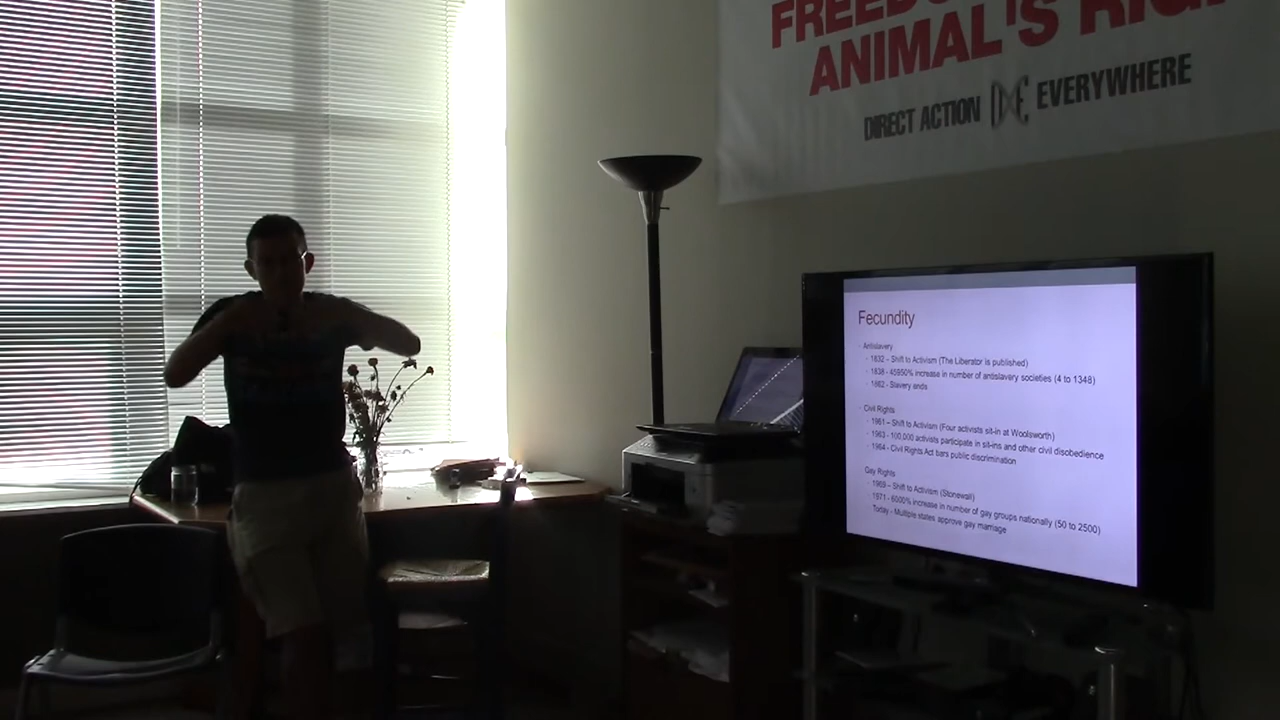 FREEDO
ANIMAL'S RIG
DIRECT ACTION EVERYWHERE
Fecundity
Antislavery
- 1832 – Shift to Activism (The Liberator is published)
- 1838 - 45950% increase in number of antislavery societies (4 to 1348)
- 1862 - Slavery ends
Civil Rights
- 1961 – Shift to Activism (Four activists sit-in at Woolsworth)
- 1963 - 100,000 activists participate in sit-ins and other civil disobedience
- 1964 - Civil Rights Act bars public discrimination
Gay Rights
- 1969 – Shift to Activism (Stonewall)
- 1971 - 6000% increase in number of gay groups nationally (50 to 2500)
Today - Multiple states approve gay marriage